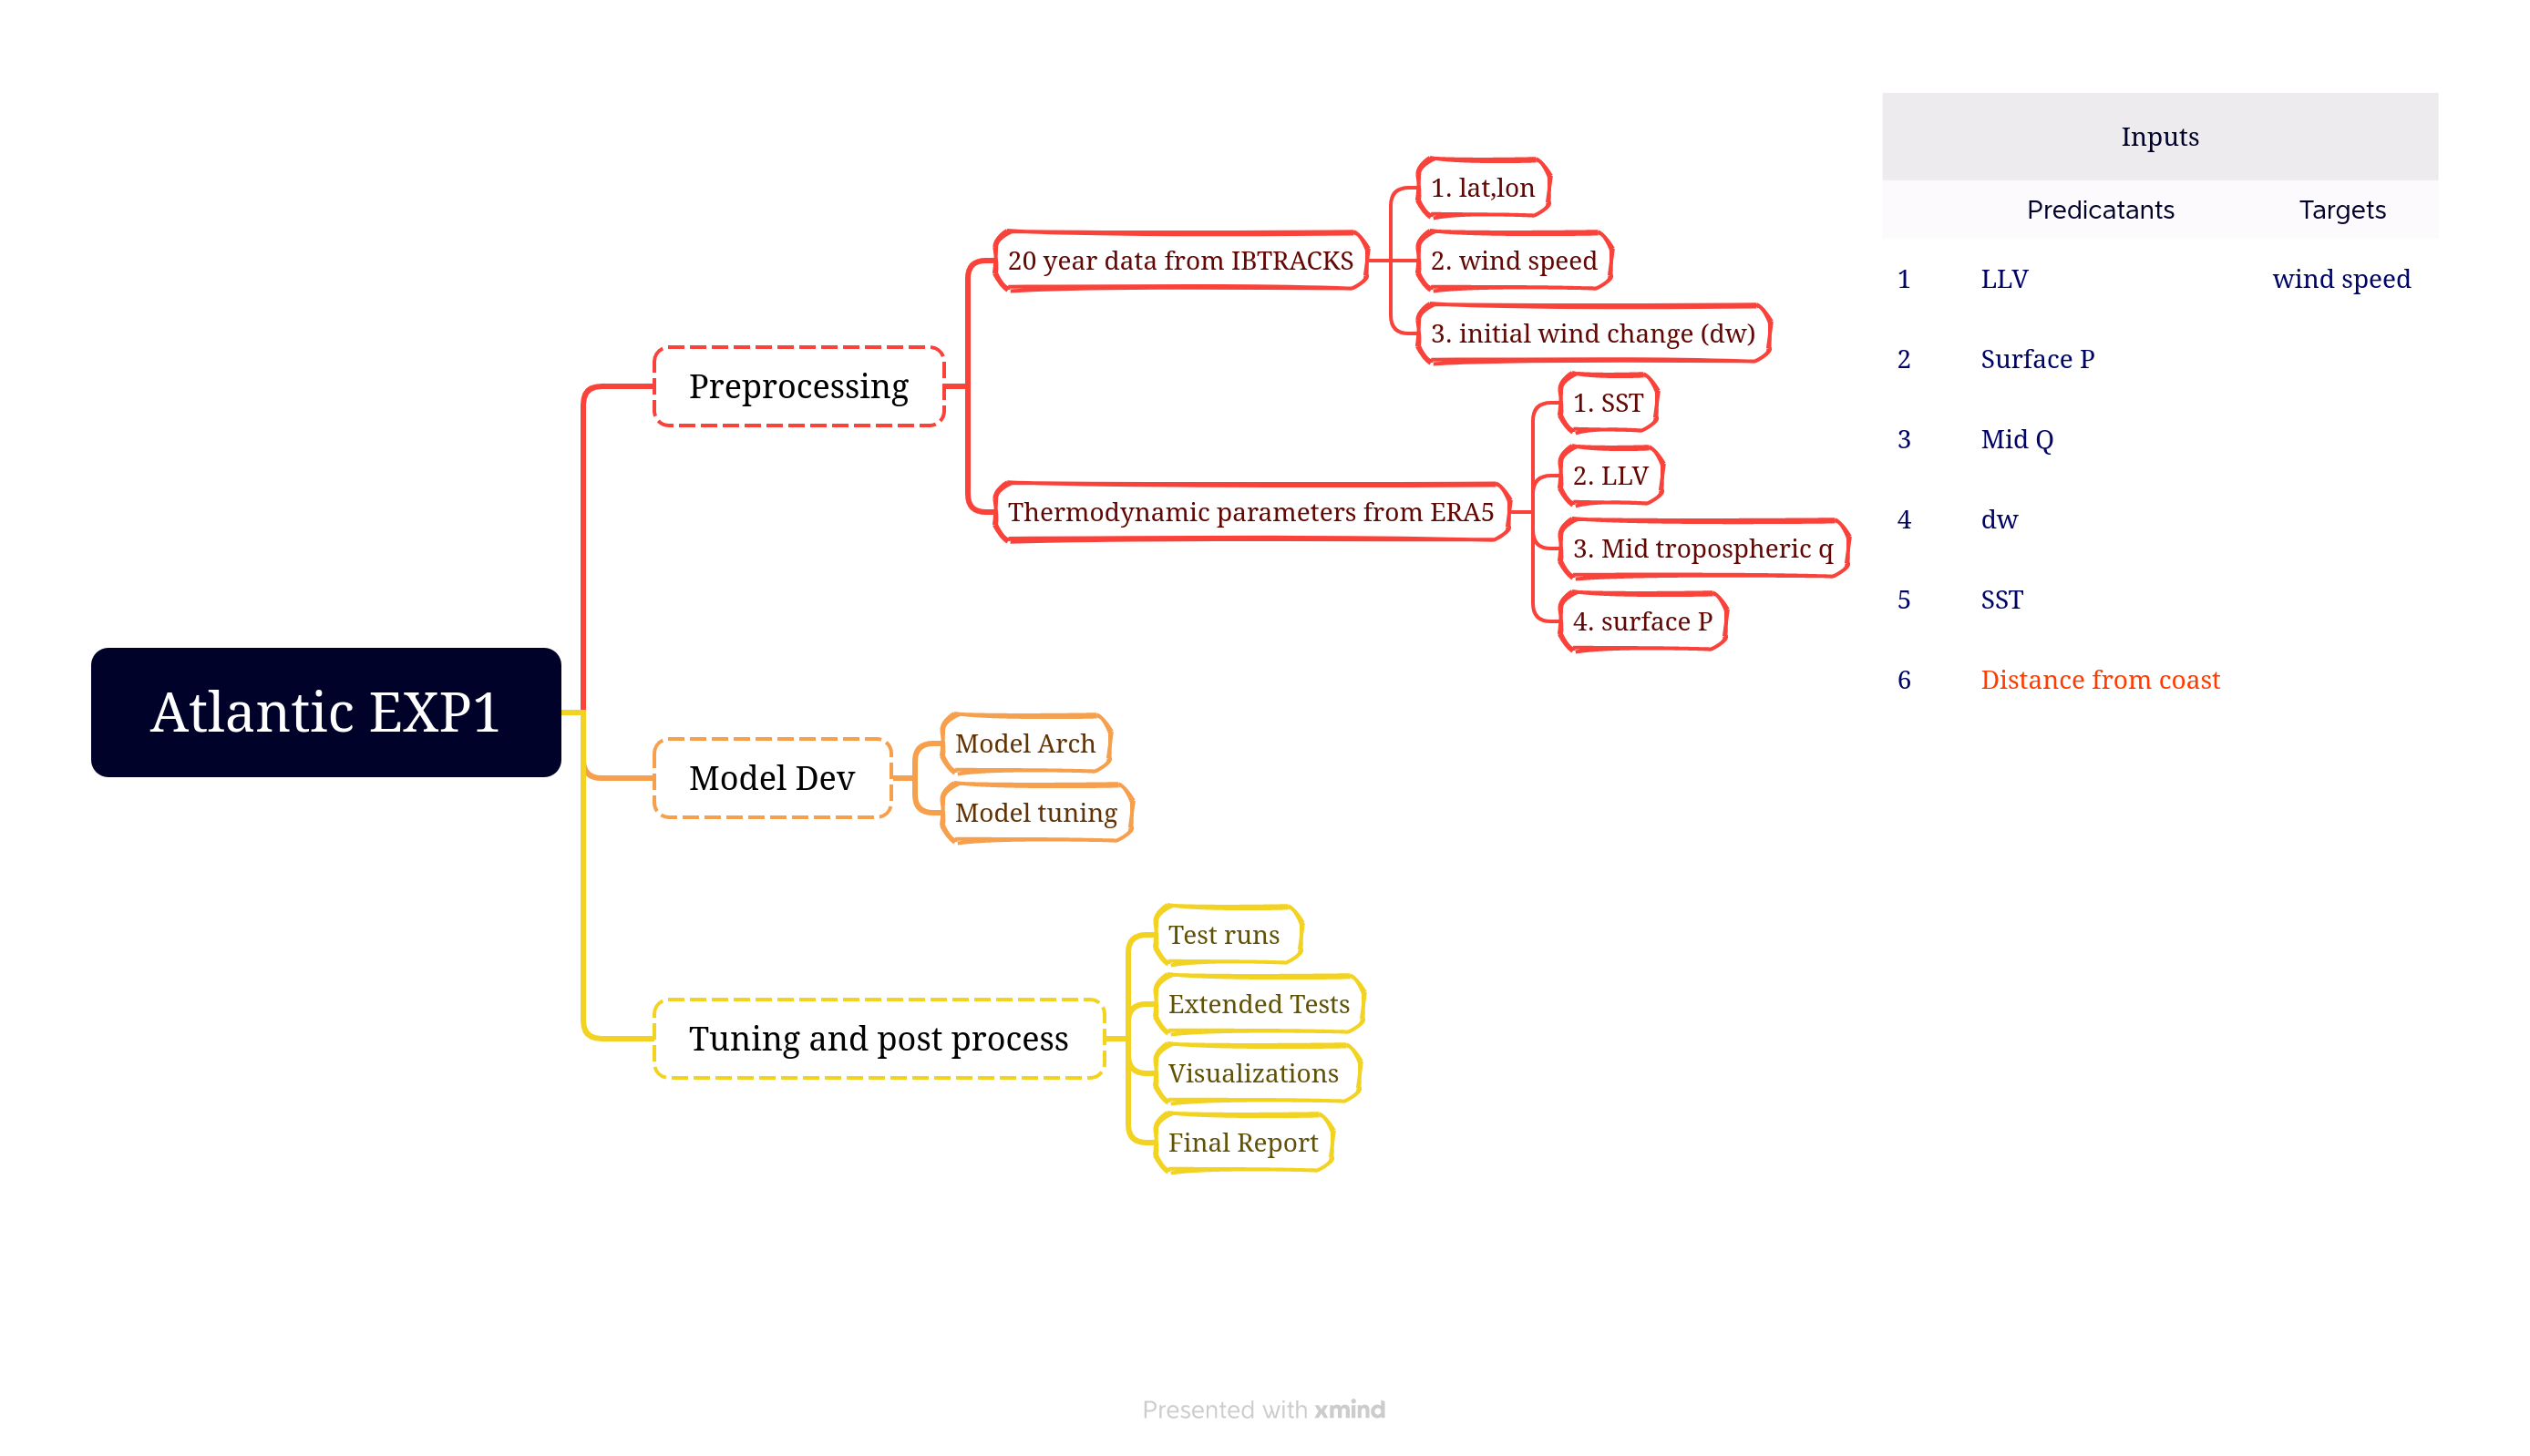 Atlantic EXP1
Preprocessing
20 year data from IBTRACKS
1. lat,lon
2. wind speed
3. initial wind change (dw)
Thermodynamic parameters from ERA5
1. SST
2. LLV
3. Mid tropospheric q
4. surface P
Model Dev
Model Arch
Model tuning
Tuning and post process
Test runs
Extended Tests
Visualizations
Final Report
Inputs
Predicatants Targets
1 LLV wind speed
2 Surface P
3 Mid Q
4 dw
5 SST
6 Distance from coast
Presented with xmind